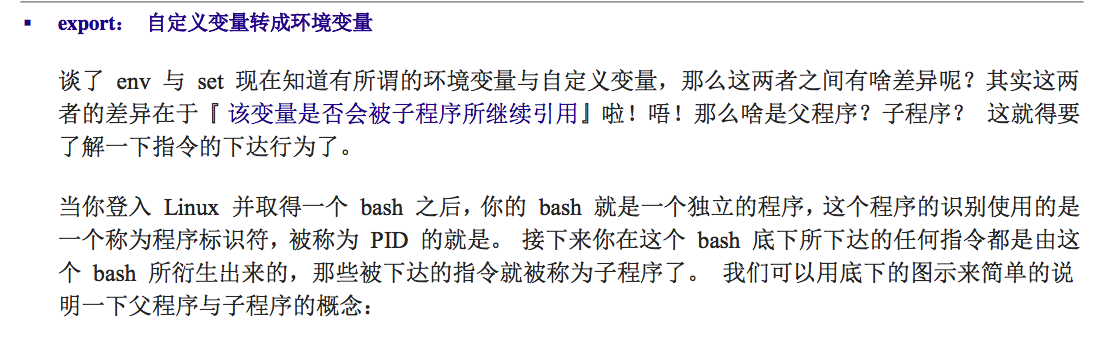 ▪ export： 自定义变量转成环境变量
谈了 env 与 set 现在知道有所谓的环境变量与自定义变量，那么这两者之间有啥差异呢？其实这两
者的差异在于『 该变量是否会被子程序所继续引用』啦！唔！那么啥是父程序？子程序？ 这就得要
了解一下指令的下达行为了。
当你登入 Linux 并取得一个 bash 之后，你的 bash 就是一个独立的程序，这个程序的识别使用的是
一个称为程序标识符，被称为 PID 的就是。 接下来你在这个 bash 底下所下达的任何指令都是由这
个 bash 所衍生出来的，那些被下达的指令就被称为子程序了。 我们可以用底下的图示来简单的说
明一下父程序与子程序的概念：